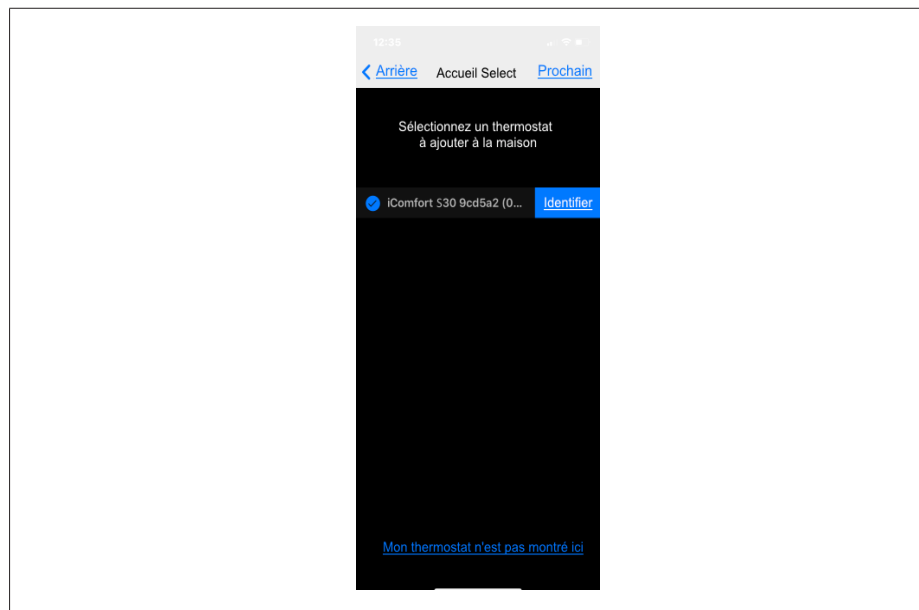 12:35
Arrière Accueil Select Prochain
Sélectionnez un thermostat
à ajouter à la maison
iComfort S30 9cd5a2 (0... Identifier
Mon thermostat n'est pas montré ici